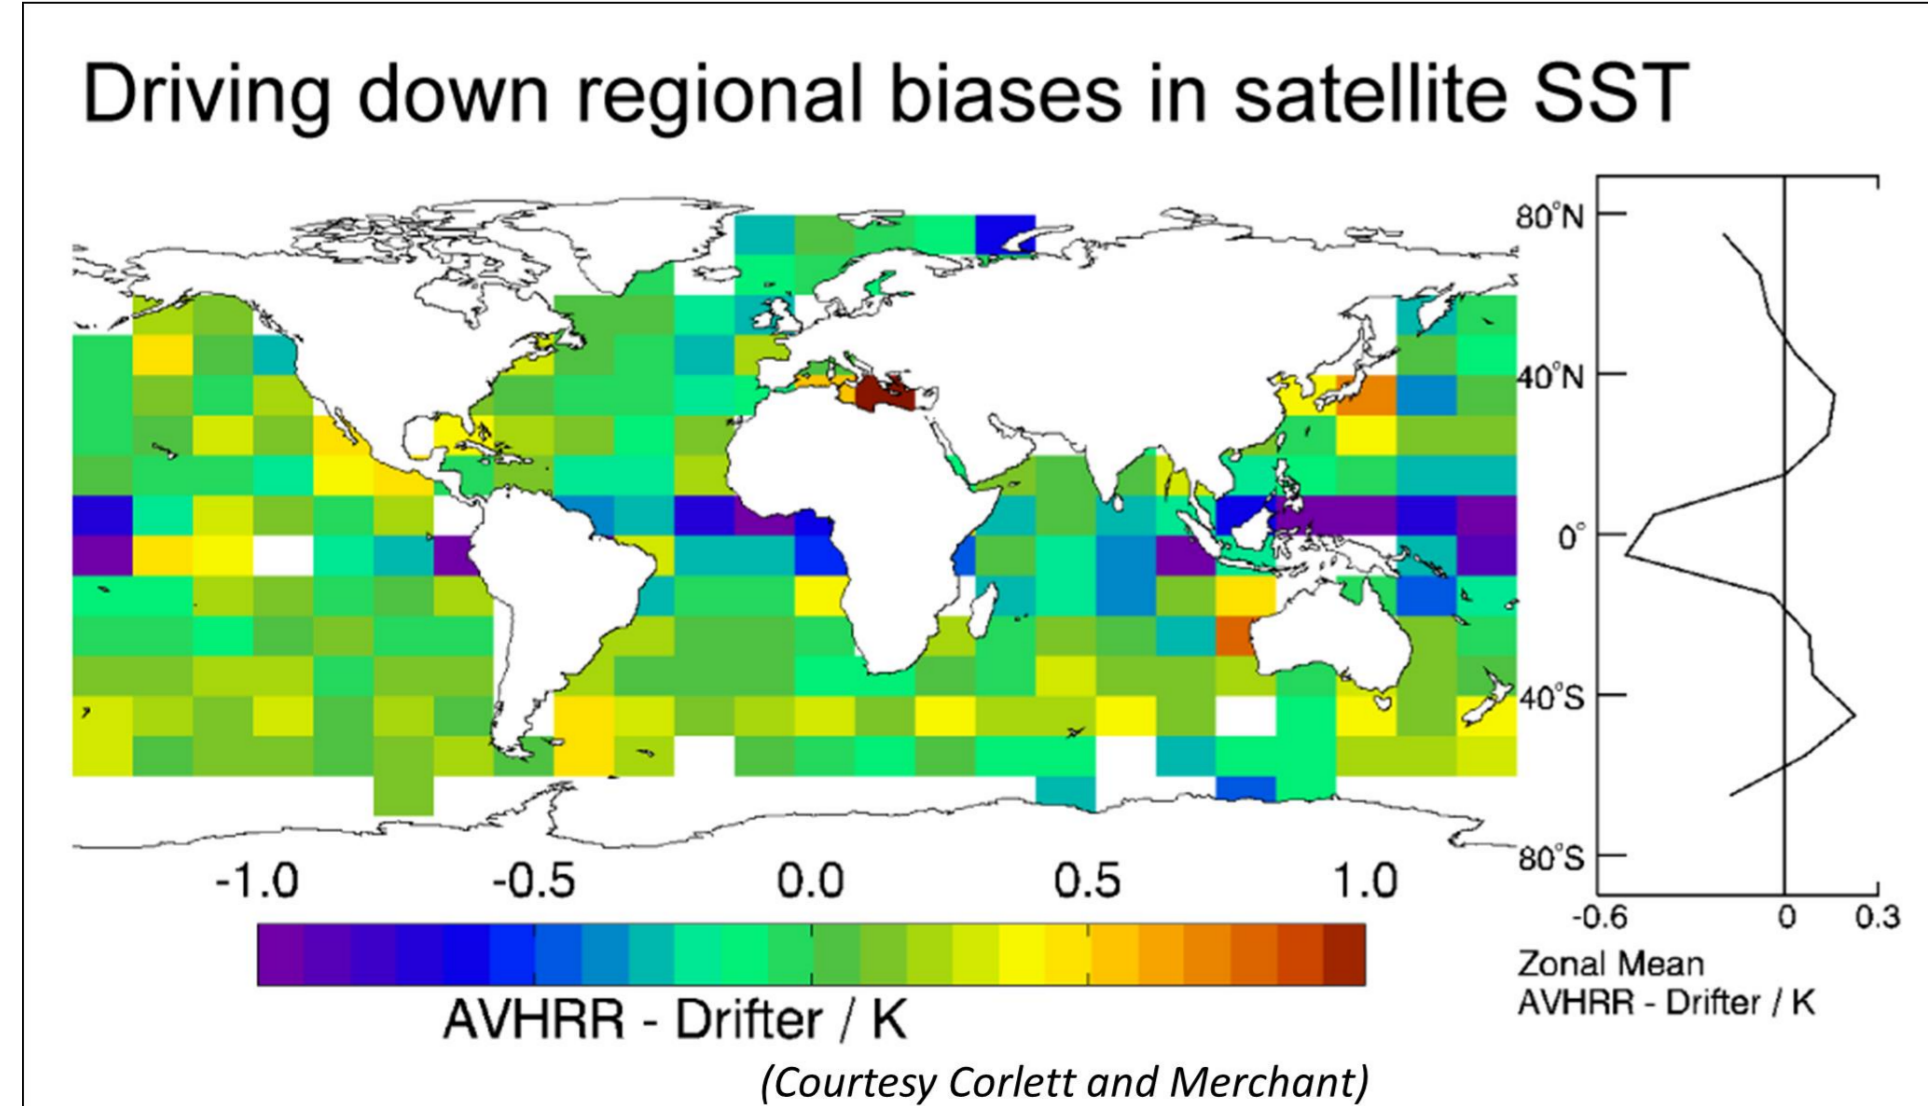 Driving down regional biases in satellite SST
80°N
40°N
0°
40°S
80°S
-0.6 0 0.3
Zonal Mean
AVHRR - Drifter / K
-1.0 -0.5 0.0 0.5 1.0
AVHRR - Drifter / K
(Courtesy Corlett and Merchant)